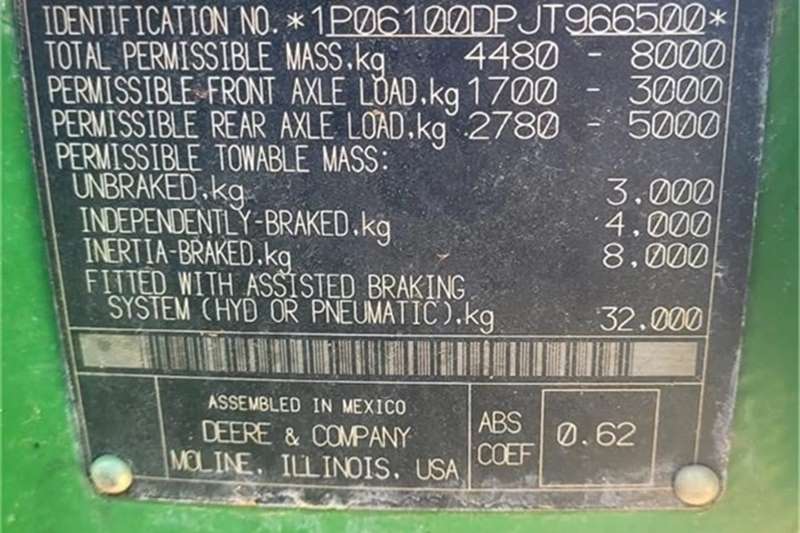 IDENTIFICATION NO. *1P06100DPJT966500*
TOTAL PERMISSIBLE MASS.kg 4480 - 8000
PERMISSIBLE FRONT AXLE LOAD.kg 1700 - 3000
PERMISSIBLE REAR AXLE LOAD.kg 2780 - 5000
PERMISSIBLE TOWABLE MASS:
UNBRAKED.kg 3.000
INDEPENDENTLY-BRAKED.kg 4.000
INERTIA-BRAKED.kg 8.000
FITTED WITH ASSISTED BRAKING
SYSTEM (HYD OR PNEUMATIC).kg 32.000
ASSEMBLED IN MEXICO
DEERE & COMPANY
MOLINE, ILLINOIS, USA
ABS
COEF
0.62